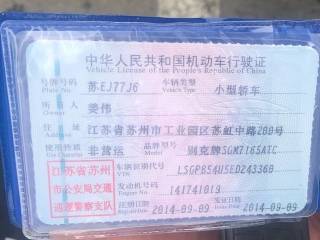 中华人民共和国机动车行驶证
Vehicle License of the People's Republic of China
号牌号码 苏EJ77J6 车辆类型 小型轿车
Plate No. Vehicle Type
所有人 姜伟
Owner
住址 江苏省苏州市工业园区苏虹中路200号
Address
使用性质 非营运 品牌型号 别克牌SGM7165ATC
Use Character Model
江苏省苏州 车辆识别代号 LSGPB54U5ED243368
VIN
市公安局交通 发动机号码 141741019
Engine No.
巡逻警察支队 注册日期 2014-09-09 发证日期 2014-09-09